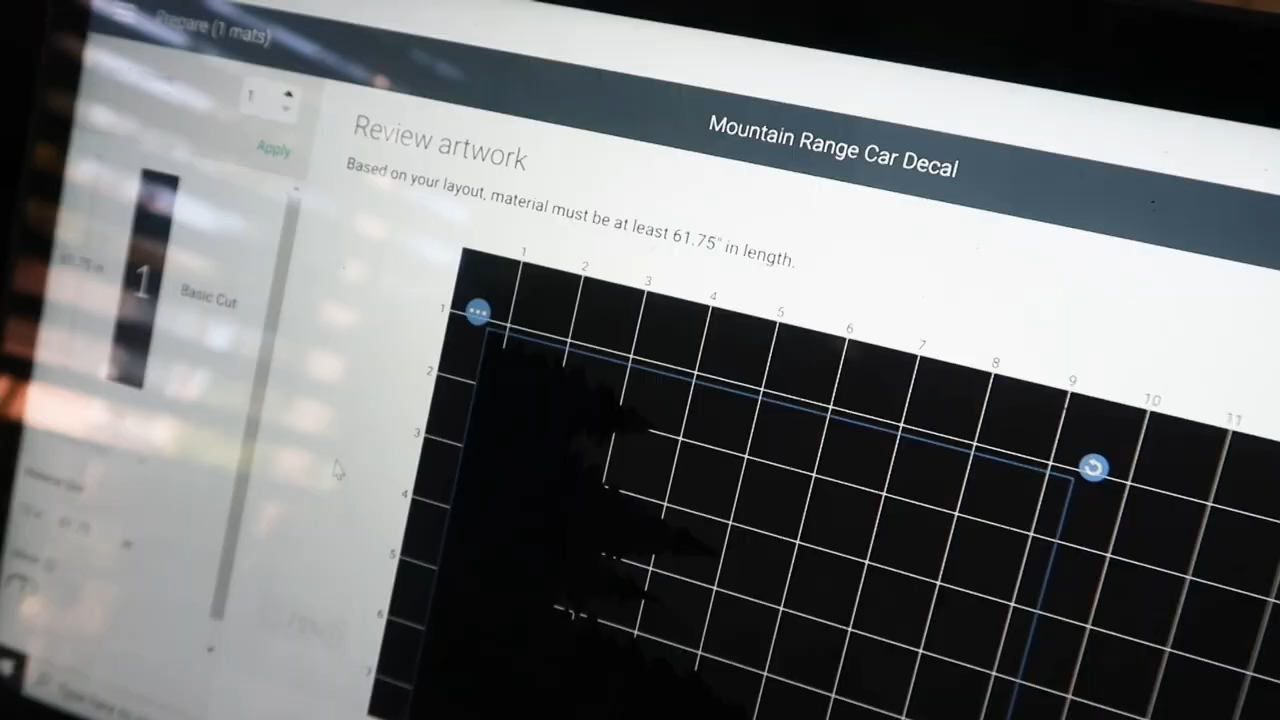 Prepare (1 mats)
Mountain Range Car Decal
1
Apply
Review artwork
Based on your layout, material must be at least 61.75" in length.
1
Basic Cut
1 2 3 4 5 6 7 8 9 10 11
1
2
3
4
5
6
7